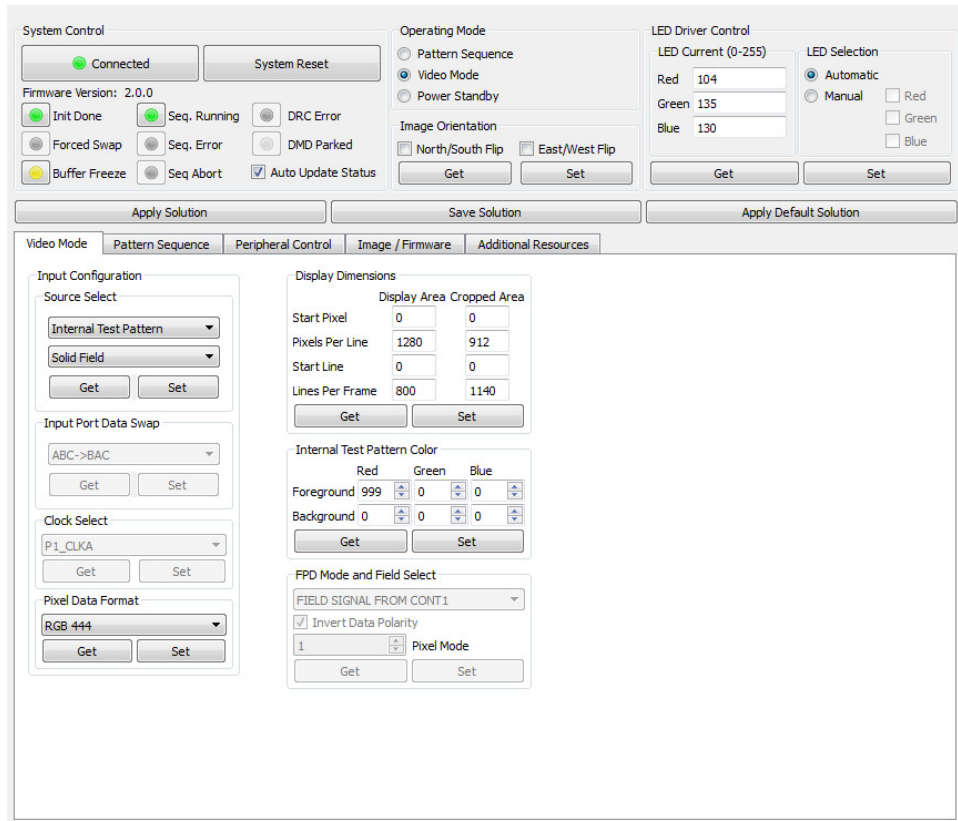 System Control
Connected
System Reset
Firmware Version: 2.0.0
Init Done
Seq. Running
DRC Error
Forced Swap
Seq. Error
DMD Parked
Buffer Freeze
Seq Abort
Auto Update Status
Operating Mode
Pattern Sequence
Video Mode
Power Standby
Image Orientation
North/South Flip
East/West Flip
Get
Set
LED Driver Control
LED Current (0-255)
Red 104
Green 135
Blue 130
LED Selection
Automatic
Manual
Red
Green
Blue
Get
Set
Apply Solution
Save Solution
Apply Default Solution
Video Mode
Pattern Sequence
Peripheral Control
Image / Firmware
Additional Resources
Input Configuration
Source Select
Internal Test Pattern
Solid Field
Get
Set
Input Port Data Swap
ABC->BAC
Get
Set
Clock Select
P1_CLKA
Get
Set
Pixel Data Format
RGB 444
Get
Set
Display Dimensions
Display Area Cropped Area
Start Pixel 0 0
Pixels Per Line 1280 912
Start Line 0 0
Lines Per Frame 800 1140
Get
Set
Internal Test Pattern Color
Red Green Blue
Foreground 999 0 0
Background 0 0 0
Get
Set
FPD Mode and Field Select
FIELD SIGNAL FROM CONT1
Invert Data Polarity
1 Pixel Mode
Get
Set